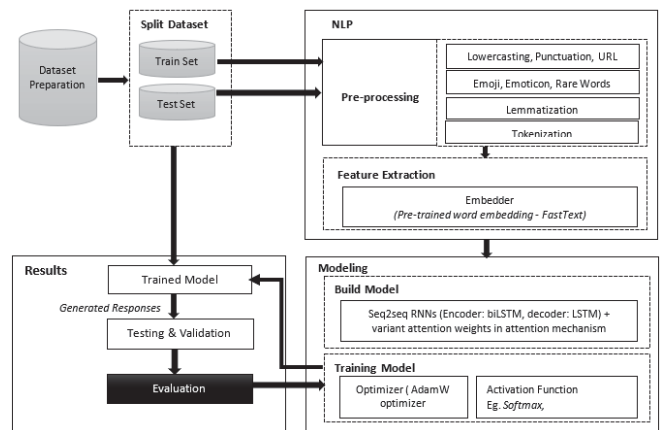 Split Dataset
Dataset
Preparation
Train Set
Test Set
NLP
Pre-processing
Lowercasting, Punctuation, URL
Emoji, Emoticon, Rare Words
Lemmatization
Tokenization
Feature Extraction
Embedder
(Pre-trained word embedding - FastText)
Results
Trained Model
Generated Responses
Testing & Validation
Evaluation
Modeling
Build Model
Seq2seq RNNs (Encoder: biLSTM, decoder: LSTM) +
variant attention weights in attention mechanism
Training Model
Optimizer ( AdamW
optimizer
Activation Function
Eg. Softmax,